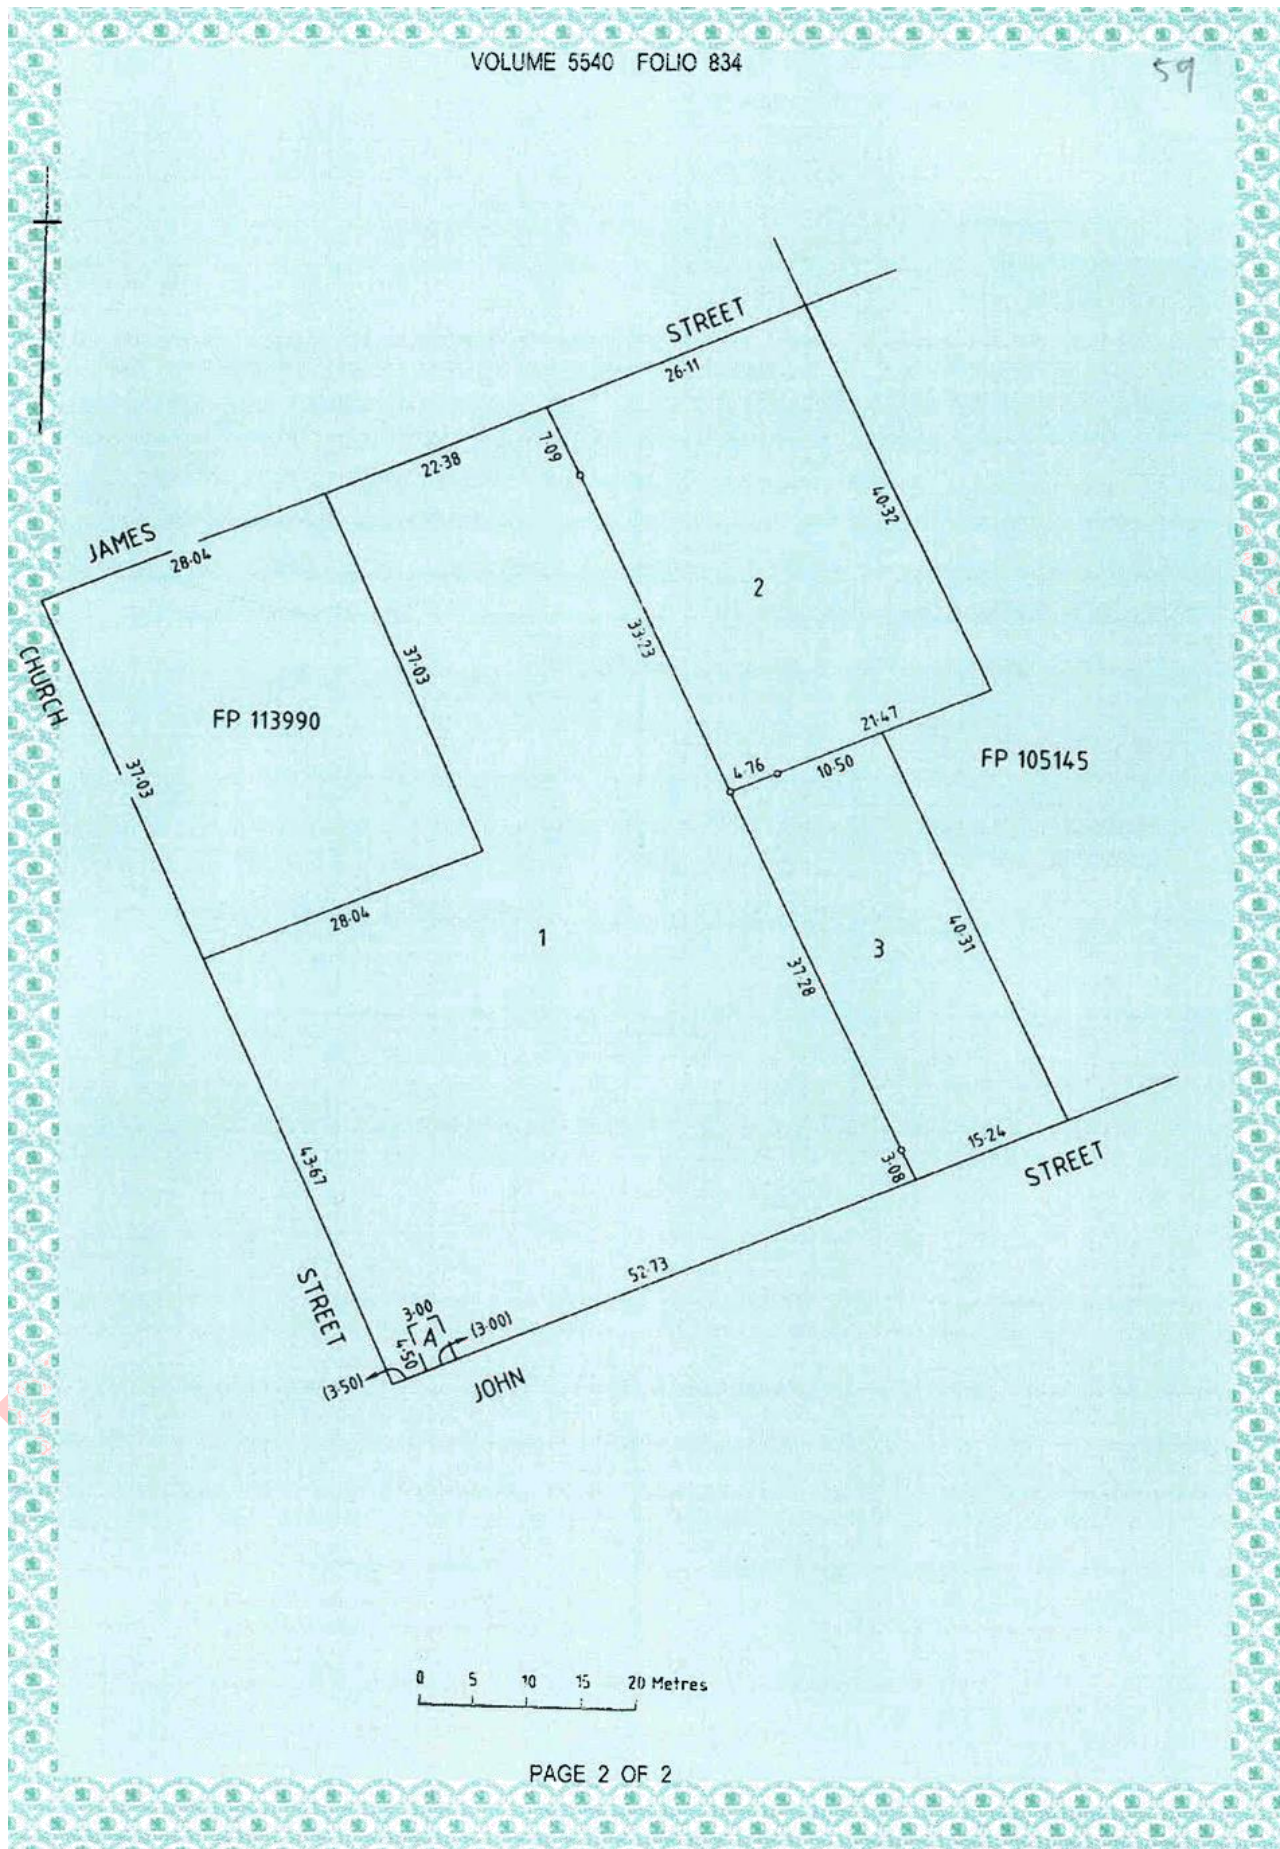 VOLUME 5540 FOLIO 834
59
STREET
26·11
7·09
22·38
JAMES
28·04
40·32
2
33·23
CHURCH
37·03
FP 113990
21·47
FP 105145
4·76
10·50
37·03
28·04
1
3
40·31
37·28
43·67
15·24
STREET
3·08
52·73
STREET
3·00
(3·00)
A
4·50
(3·50)
JOHN
0 5 10 15 20 Metres
PAGE 2 OF 2